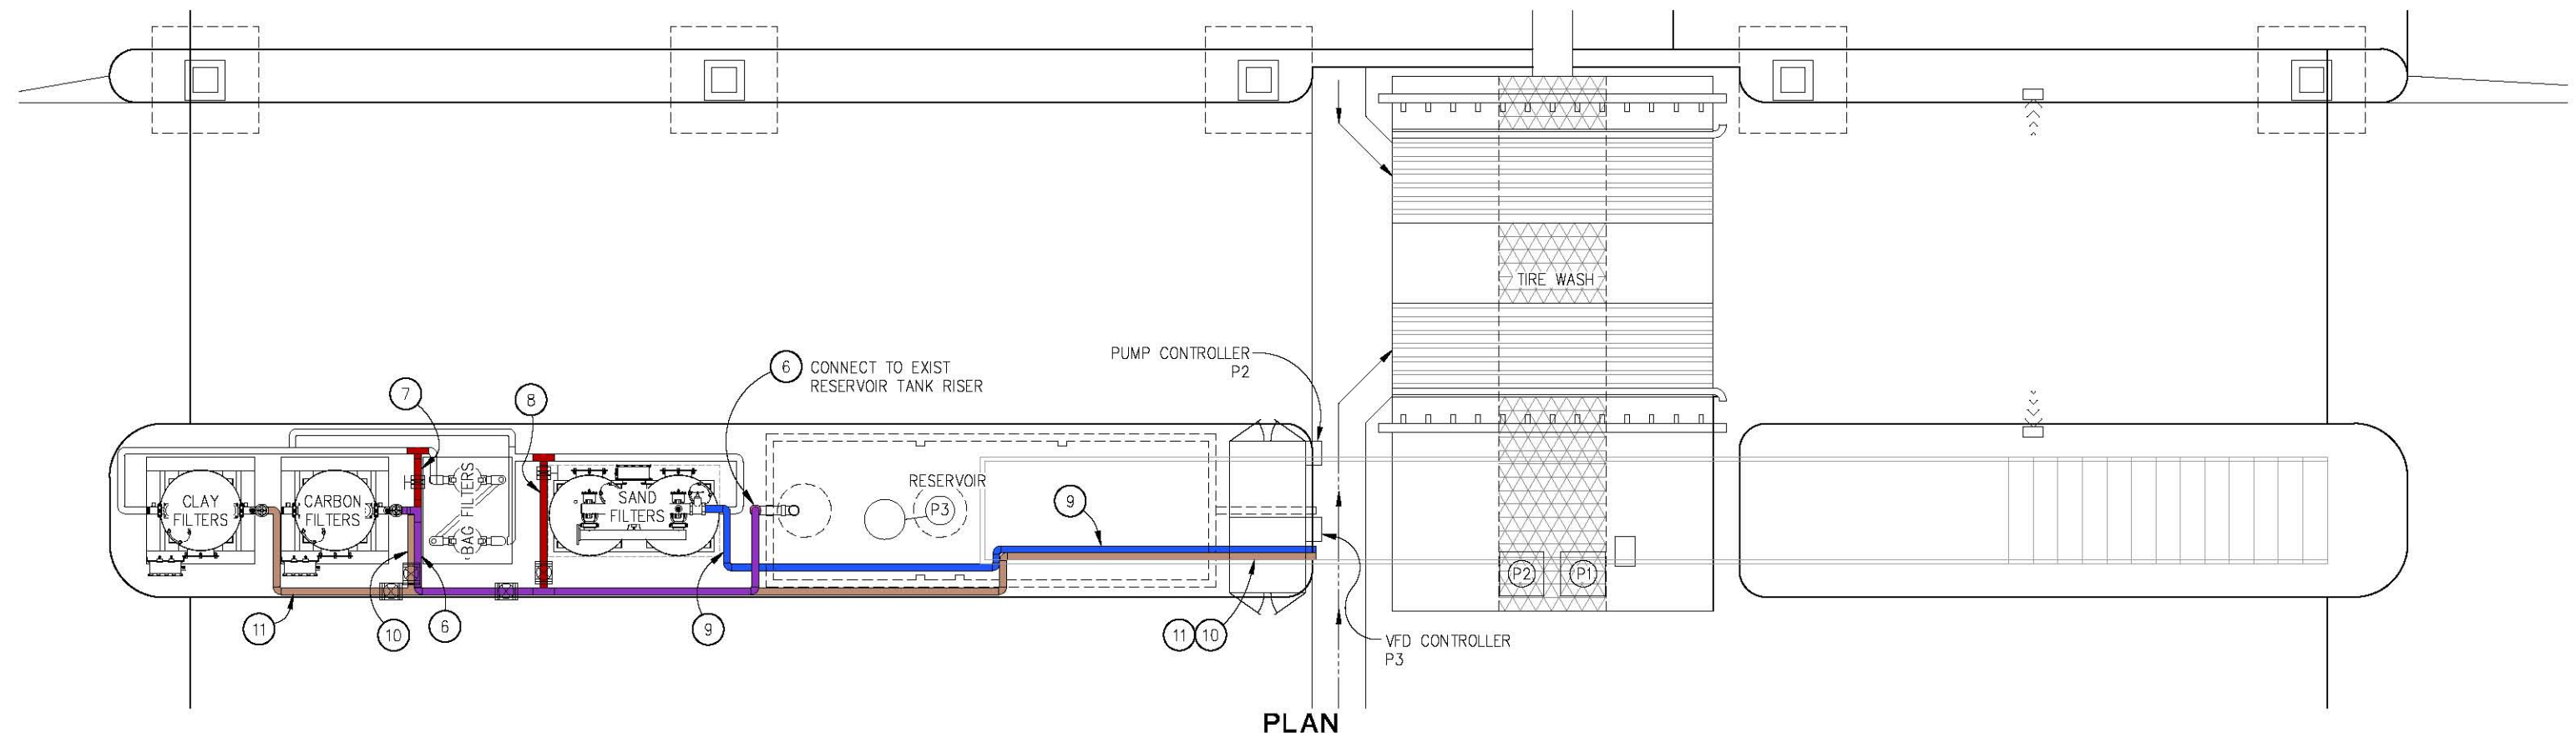 TIRE WASH
PUMP CONTROLLER
P2
6
CONNECT TO EXIST
RESERVOIR TANK RISER
7
8
CLAY
FILTERS
CARBON
FILTERS
BAG FILTERS
SAND
FILTERS
RESERVOIR
P3
9
P2
P1
11
10
6
9
11
10
VFD CONTROLLER
P3
PLAN